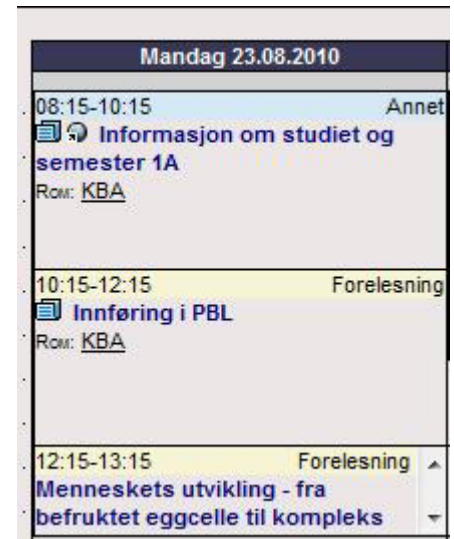 Mandag 23.08.2010
08:15-10:15 Annet
Informasjon om studiet og
semester 1A
Rom: KBA
10:15-12:15 Forelesning
Innføring i PBL
Rom: KBA
12:15-13:15 Forelesning
Menneskets utvikling - fra
befruktet eggcelle til kompleks